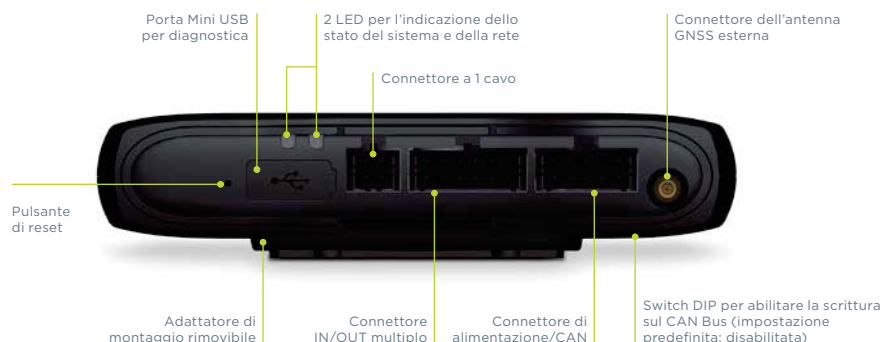 Porta Mini USB
per diagnostica
2 LED per l'indicazione dello
stato del sistema e della rete
Connettore dell'antenna
GNSS esterna
Connettore a 1 cavo
Pulsante
di reset
Adattatore di
montaggio rimovibile
Connettore
IN/OUT multiplo
Connettore di
alimentazione/CAN
Switch DIP per abilitare la scrittura
sul CAN Bus (impostazione
predefinita: disabilitata)